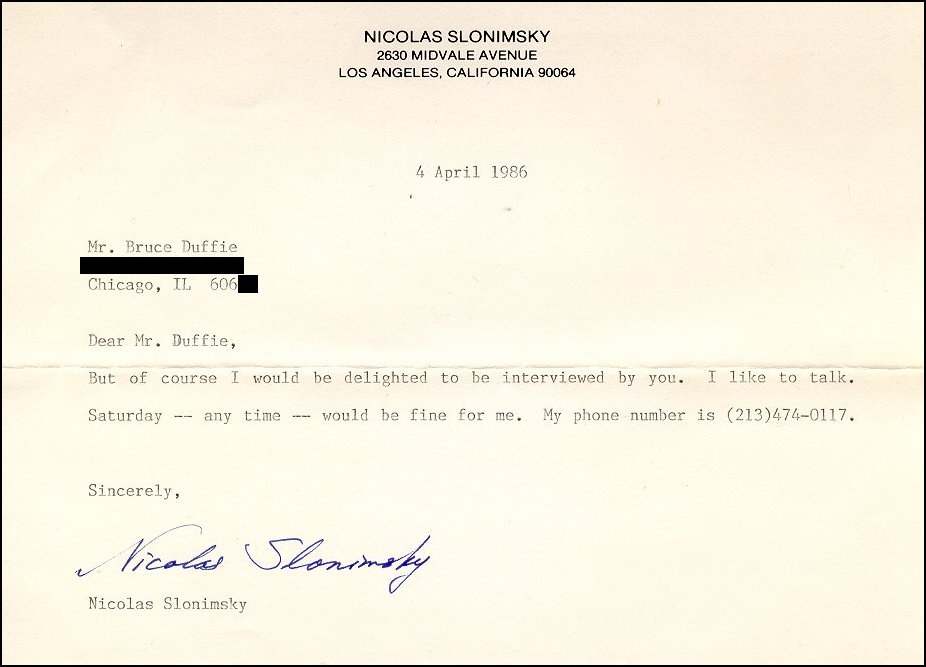 NICOLAS SLONIMSKY
2630 MIDVALE AVENUE
LOS ANGELES, CALIFORNIA 90064
4 April 1986
Mr. Bruce Duffie
Chicago, IL  606
Dear Mr. Duffie,
But of course I would be delighted to be interviewed by you.  I like to talk.
Saturday -- any time -- would be fine for me.  My phone number is (213)474-0117.
Sincerely,
Nicolas Slonimsky
Nicolas Slonimsky